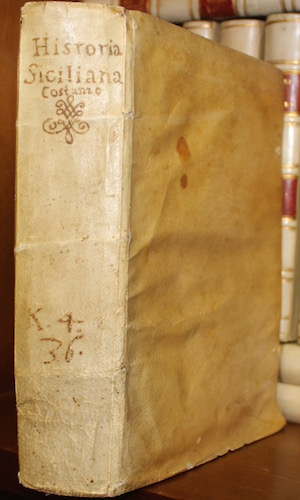 Historia
Siciliana
Costanzo
K. 4.
36.